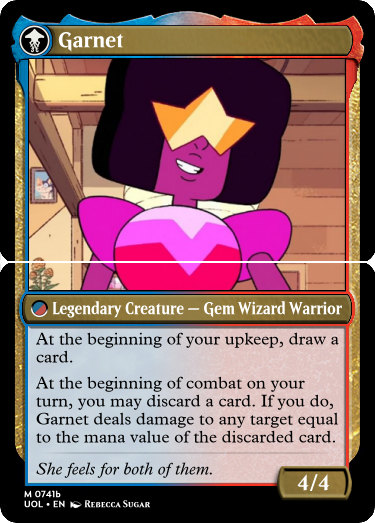 Garnet
Legendary Creature — Gem Wizard Warrior
At the beginning of your upkeep, draw a
card.
At the beginning of combat on your
turn, you may discard a card. If you do,
Garnet deals damage to any target equal
to the mana value of the discarded card.
She feels for both of them.
4/4
M 0741b
UOL • EN Rebecca Sugar